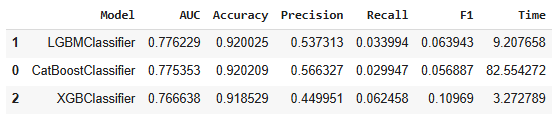 Model AUC Accuracy Precision Recall F1 Time
1 LGBMClassifier 0.776229 0.920025 0.537313 0.033994 0.063943 9.207658
0 CatBoostClassifier 0.775353 0.920209 0.566327 0.029947 0.056887 82.554272
2 XGBClassifier 0.766638 0.918529 0.449951 0.062458 0.10969 3.272789